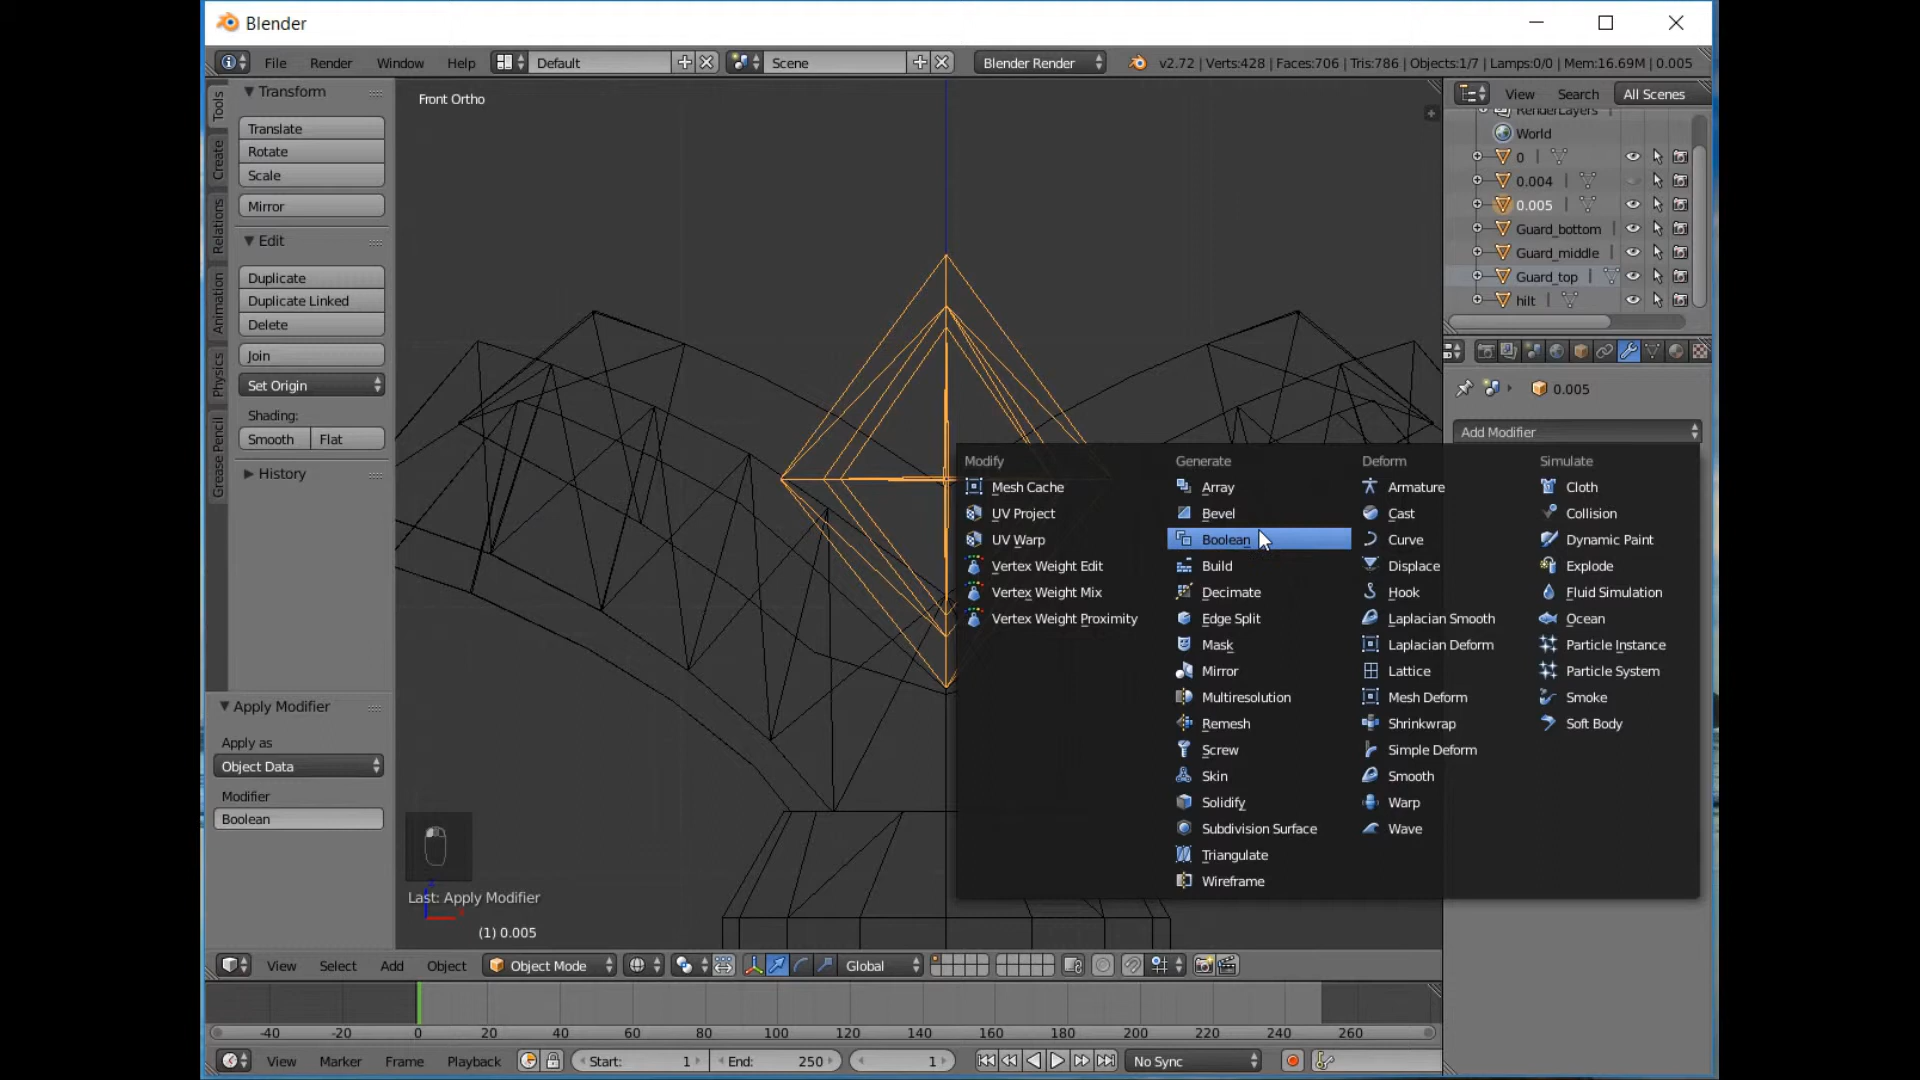 Blender
File Render Window Help Default Scene Blender Render v2.72 | Verts:428 | Faces:706 | Tris:786 | Objects:1/7 | Lamps:0/0 | Mem:16.69M | 0.005
Tools
Create
Relations
Animation
Physics
Grease Pencil
Transform
Translate
Rotate
Scale
Mirror
Edit
Duplicate
Duplicate Linked
Delete
Join
Set Origin
Shading:
Smooth Flat
History
Apply Modifier
Apply as
Object Data
Modifier
Boolean
Front Ortho
Last: Apply Modifier
(1) 0.005
View Search All Scenes
RenderLayers
World
0
0.004
0.005
Guard_bottom
Guard_middle
Guard_top
hilt
0.005
Add Modifier
Modify
Mesh Cache
UV Project
UV Warp
Vertex Weight Edit
Vertex Weight Mix
Vertex Weight Proximity
Generate
Array
Bevel
Boolean
Build
Decimate
Edge Split
Mask
Mirror
Multiresolution
Remesh
Screw
Skin
Solidify
Subdivision Surface
Triangulate
Wireframe
Deform
Armature
Cast
Curve
Displace
Hook
Laplacian Smooth
Laplacian Deform
Lattice
Mesh Deform
Shrinkwrap
Simple Deform
Smooth
Warp
Wave
Simulate
Cloth
Collision
Dynamic Paint
Explode
Fluid Simulation
Ocean
Particle Instance
Particle System
Smoke
Soft Body
View Select Add Object Object Mode Global
-40 -20 0 20 40 60 80 100 120 140 160 180 200 220 240 260
View Marker Frame Playback Start: 1 End: 250 1 No Sync